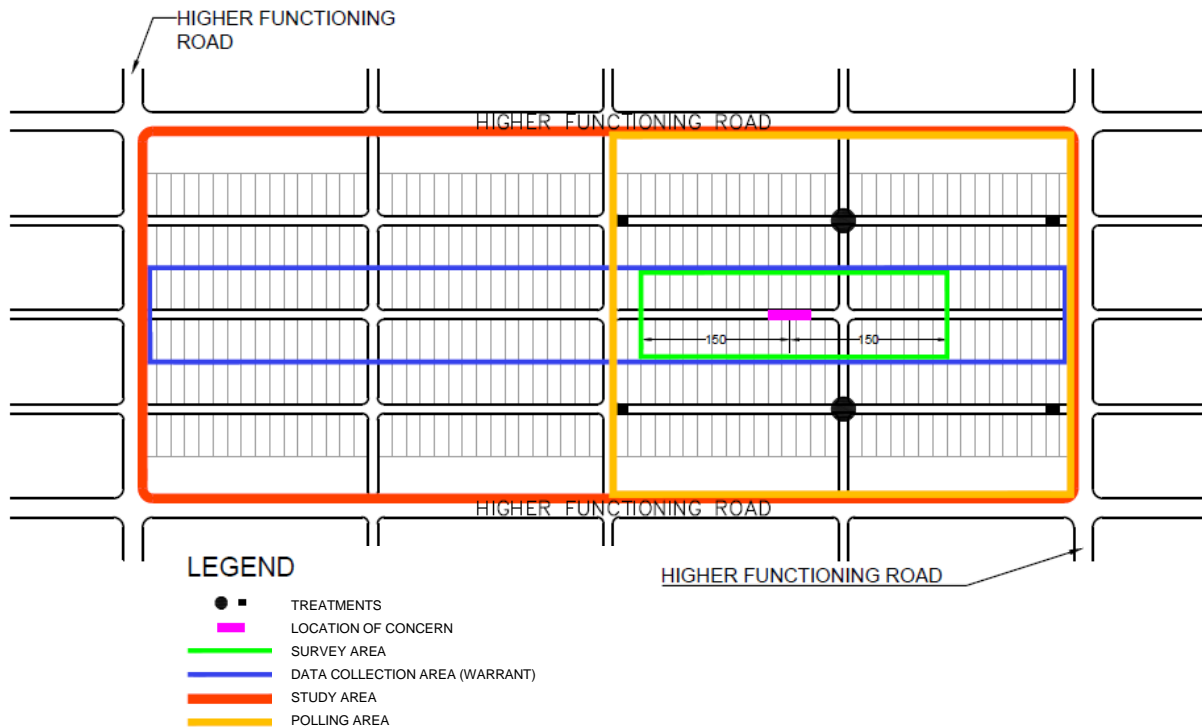 HIGHER FUNCTIONING
ROAD
HIGHER FUNCTIONING ROAD
150
150
HIGHER FUNCTIONING ROAD
LEGEND
HIGHER FUNCTIONING ROAD
TREATMENTS
LOCATION OF CONCERN
SURVEY AREA
DATA COLLECTION AREA (WARRANT)
STUDY AREA
POLLING AREA